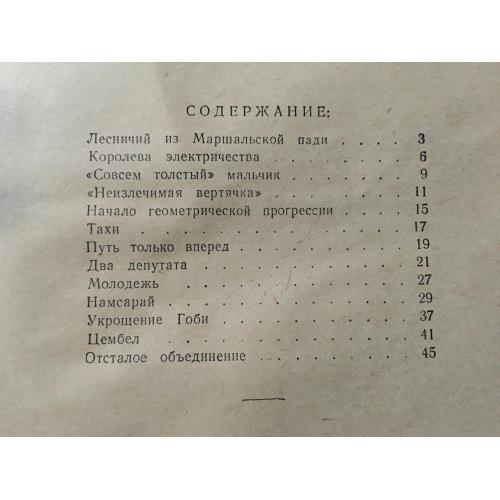 СОДЕРЖАНИЕ:
Лесничий из Маршальской пади . . . . 3
Королева электричества . . . . . . . 6
«Совсем толстый» мальчик . . . . . . 9
«Неизлечимая вертячка» . . . . . . . 11
Начало геометрической прогрессии . . . . 15
Тахи . . . . . . . . . . . . . 17
Путь только вперед . . . . . . . . . 19
Два депутата . . . . . . . . . . 21
Молодежь . . . . . . . . . . . . 27
Намсарай . . . . . . . . . . . . 29
Укрощение Гоби . . . . . . . . . . 37
Цембел . . . . . . . . . . . . 41
Отсталое объединение . . . . . . . . 45